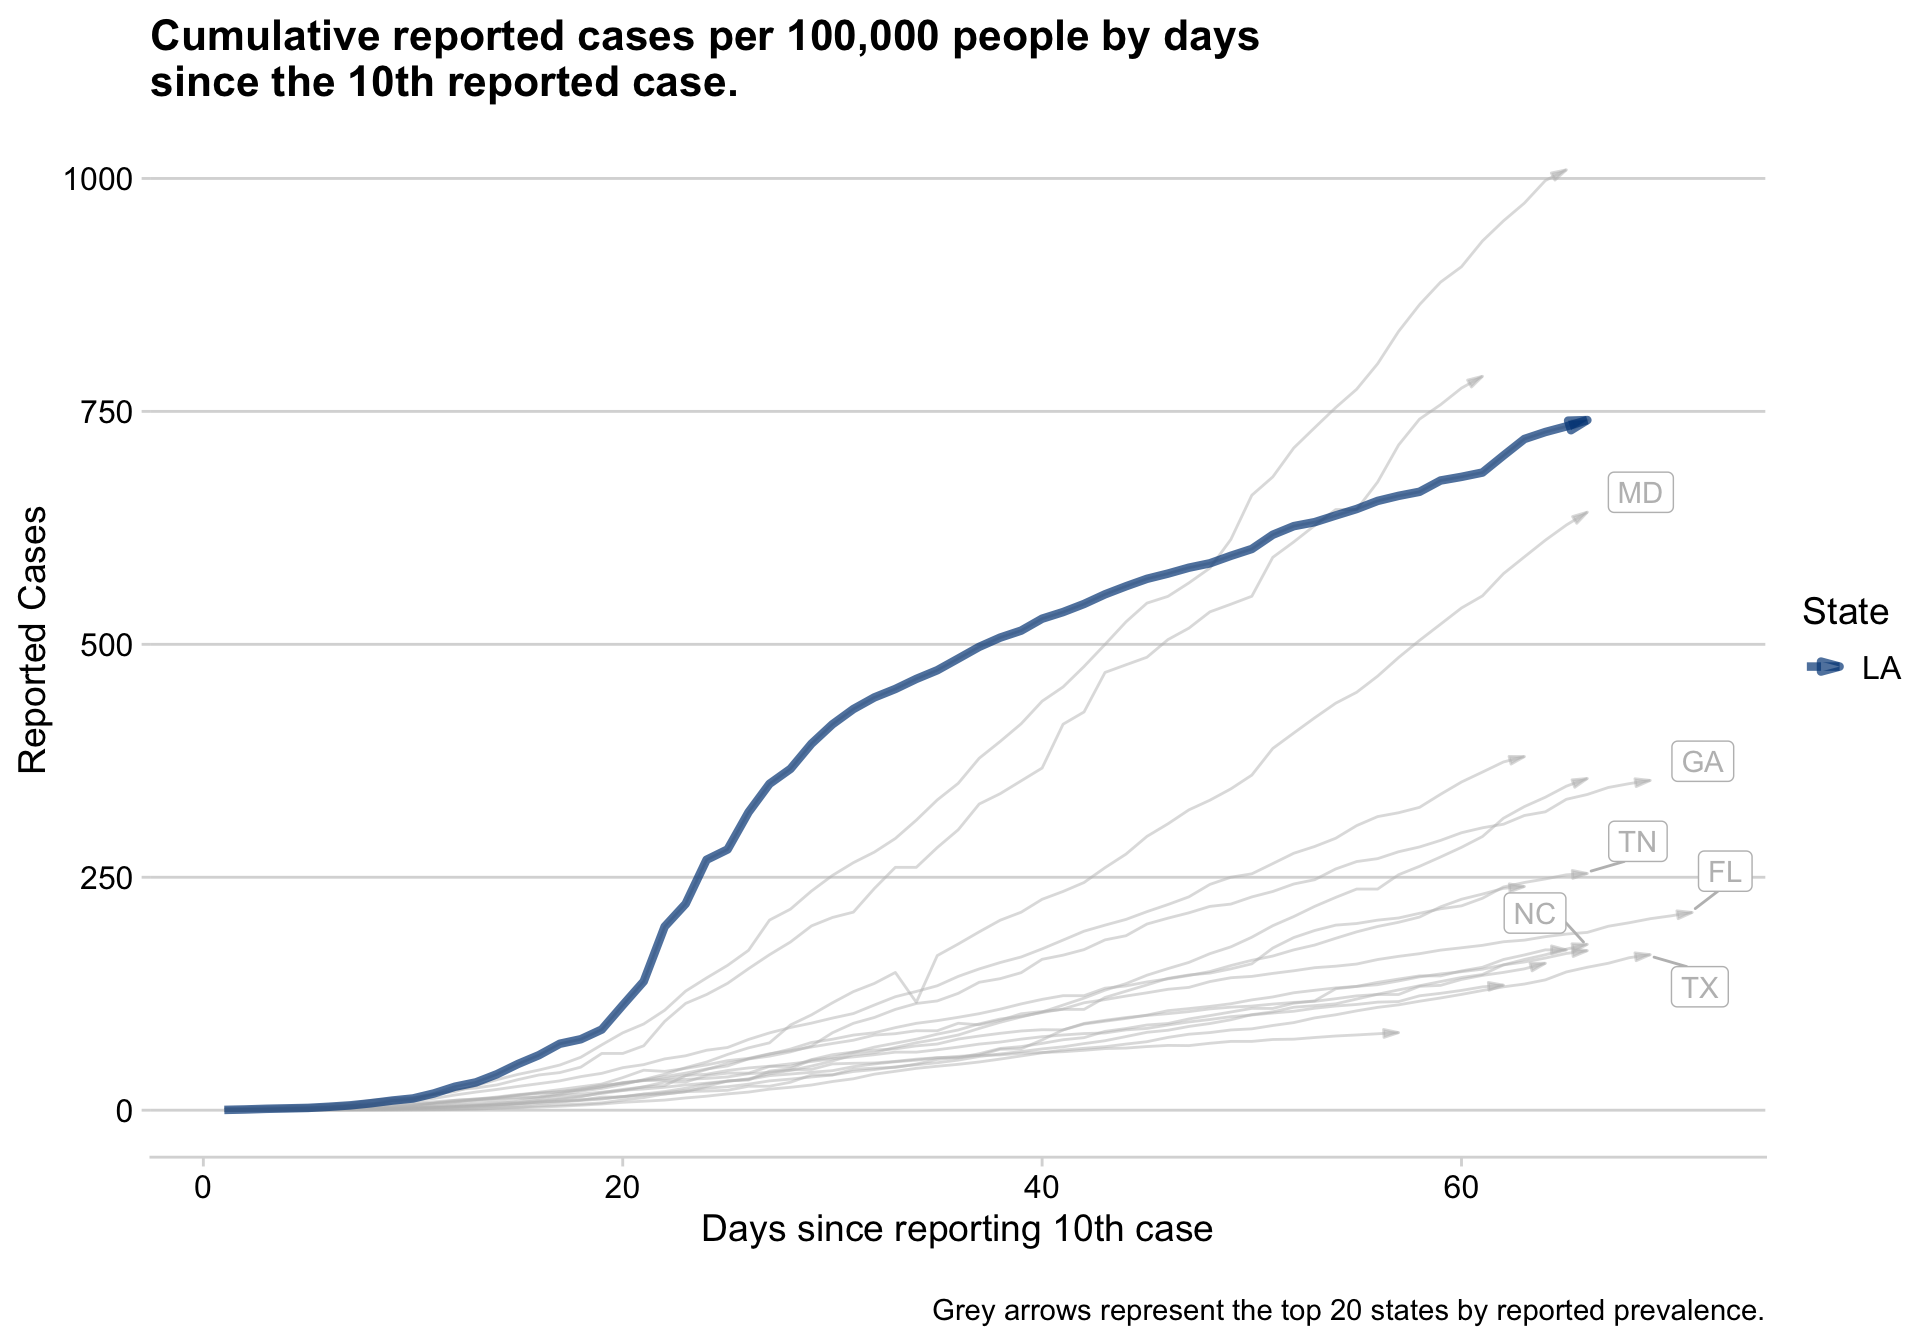 Cumulative reported cases per 100,000 people by days
since the 10th reported case.
1000
750
500
250
0
Reported Cases
MD
GA
TN
FL
NC
TX
State
LA
0
20
40
60
Days since reporting 10th case
Grey arrows represent the top 20 states by reported prevalence.